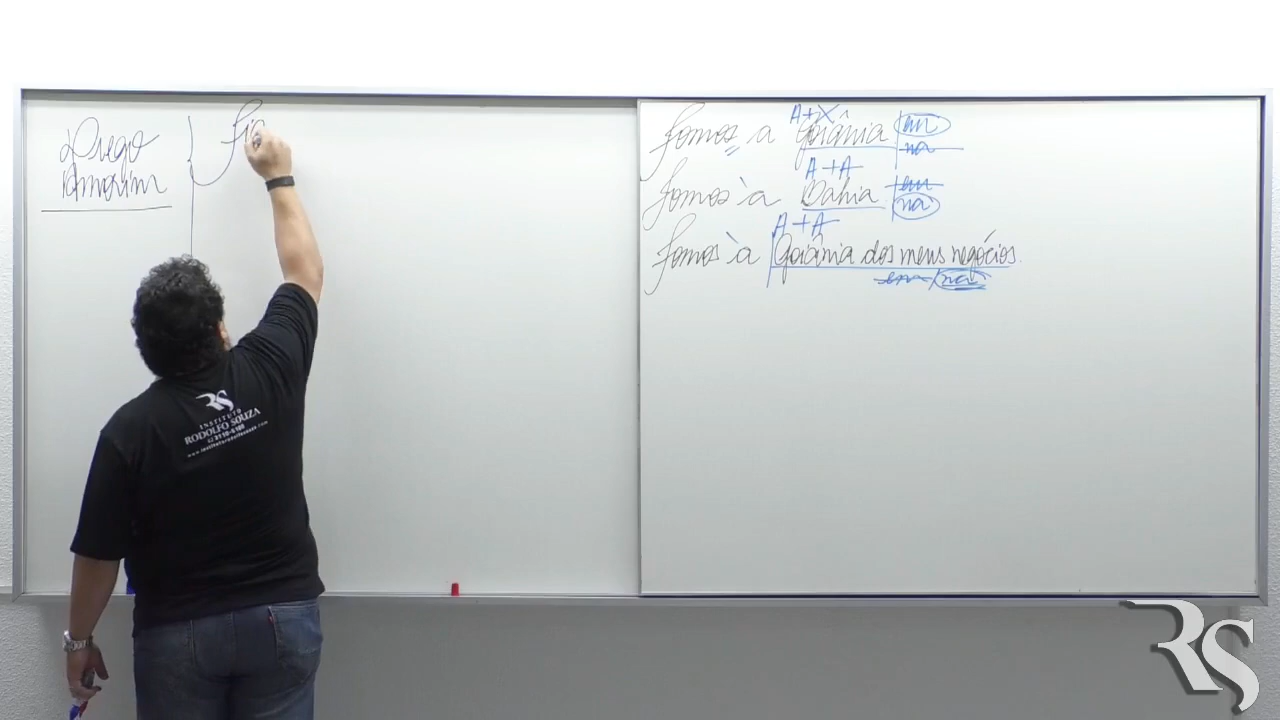 Diego
Amorim
Fomos a Goiânia
A+X
em
na
Fomos à Bahia
A+A
em
na
Fomos à Goiânia dos meus negócios.
A+A
em/na
RS
INSTITUTO
RODOLFO SOUZA
RS